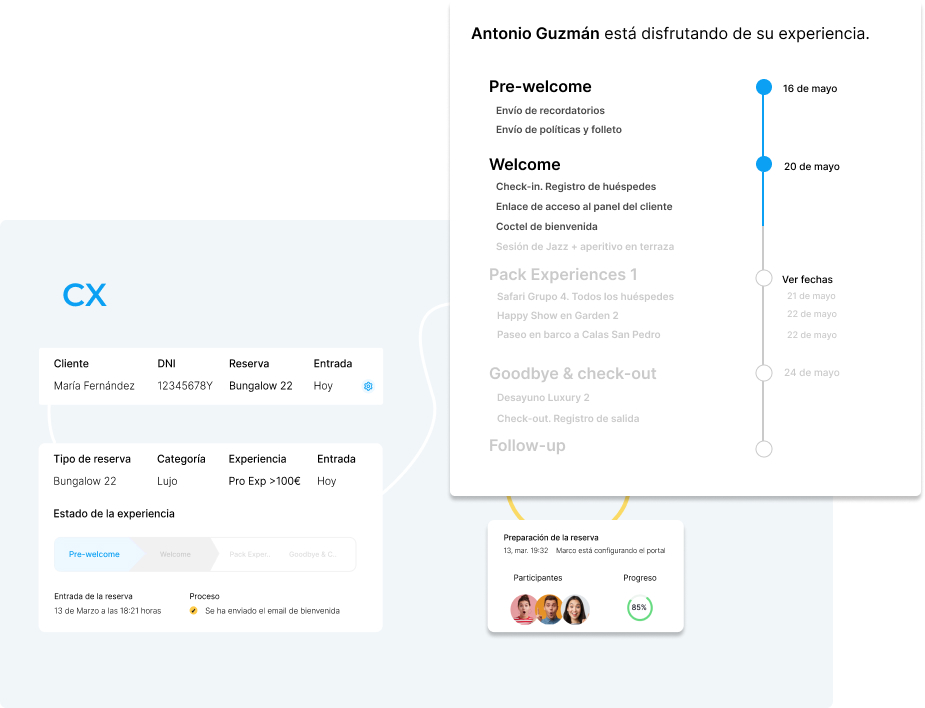 Antonio Guzmán está disfrutando de su experiencia.
Pre-welcome
16 de mayo
Envío de recordatorios
Envío de políticas y folleto
Welcome
20 de mayo
Check-in. Registro de huéspedes
Enlace de acceso al panel del cliente
Coctel de bienvenida
Sesión de Jazz + aperitivo en terraza
Pack Experiences 1
Ver fechas
Safari Grupo 4. Todos los huéspedes
21 de mayo
Happy Show en Garden 2
22 de mayo
Paseo en barco a Calas San Pedro
22 de mayo
Goodbye & check-out
24 de mayo
Desayuno Luxury 2
Check-out. Registro de salida
Follow-up
CX
Cliente DNI Reserva Entrada
María Fernández 12345678Y Bungalow 22 Hoy
Tipo de reserva Categoría Experiencia Entrada
Bungalow 22 Lujo Pro Exp >100€ Hoy
Estado de la experiencia
Pre-welcome Welcome Pack Exper.. Goodbye & C..
Entrada de la reserva Proceso
13 de Marzo a las 18:21 horas Se ha enviado el email de bienvenida
Preparación de la reserva
13, mar. 19:32 Marco está configurando el portal
Participantes Progreso
85%